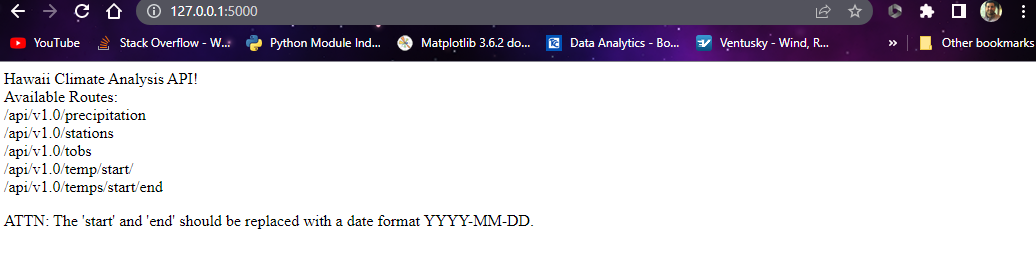 127.0.0.1:5000
YouTube Stack Overflow - W... Python Module Ind... Matplotlib 3.6.2 do... Data Analytics - Bo... Ventusky - Wind, R... » Other bookmarks
Hawaii Climate Analysis API!
Available Routes:
/api/v1.0/precipitation
/api/v1.0/stations
/api/v1.0/tobs
/api/v1.0/temp/start/
/api/v1.0/temps/start/end
ATTN: The 'start' and 'end' should be replaced with a date format YYYY-MM-DD.